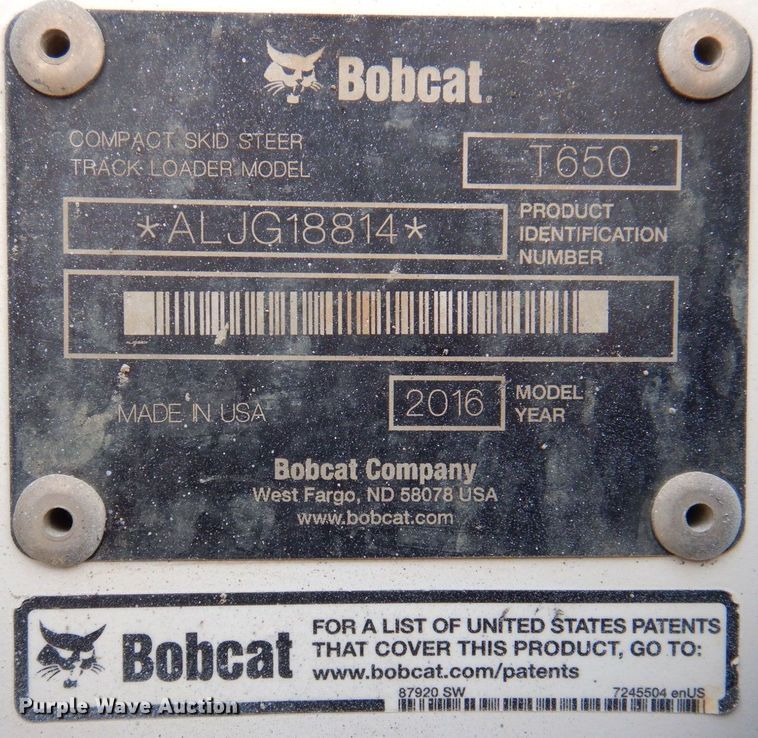 Bobcat.
COMPACT SKID STEER
TRACK LOADER MODEL
T650
*ALJG18814*
PRODUCT
IDENTIFICATION
NUMBER
MADE IN USA
2016
MODEL
YEAR
Bobcat Company
West Fargo, ND 58078 USA
www.bobcat.com
Bobcat
FOR A LIST OF UNITED STATES PATENTS
THAT COVER THIS PRODUCT, GO TO:
www.bobcat.com/patents
87920 SW
7245504 enUS
Purple Wave Auction